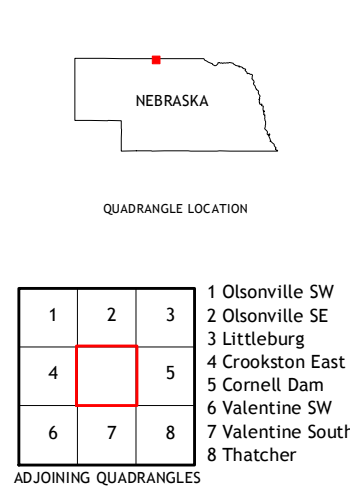 NEBRASKA
QUADRANGLE LOCATION
1 2 3
4 5
6 7 8
1 Olsonville SW
2 Olsonville SE
3 Littleburg
4 Crookston East
5 Cornell Dam
6 Valentine SW
7 Valentine South
8 Thatcher
ADJOINING QUADRANGLES